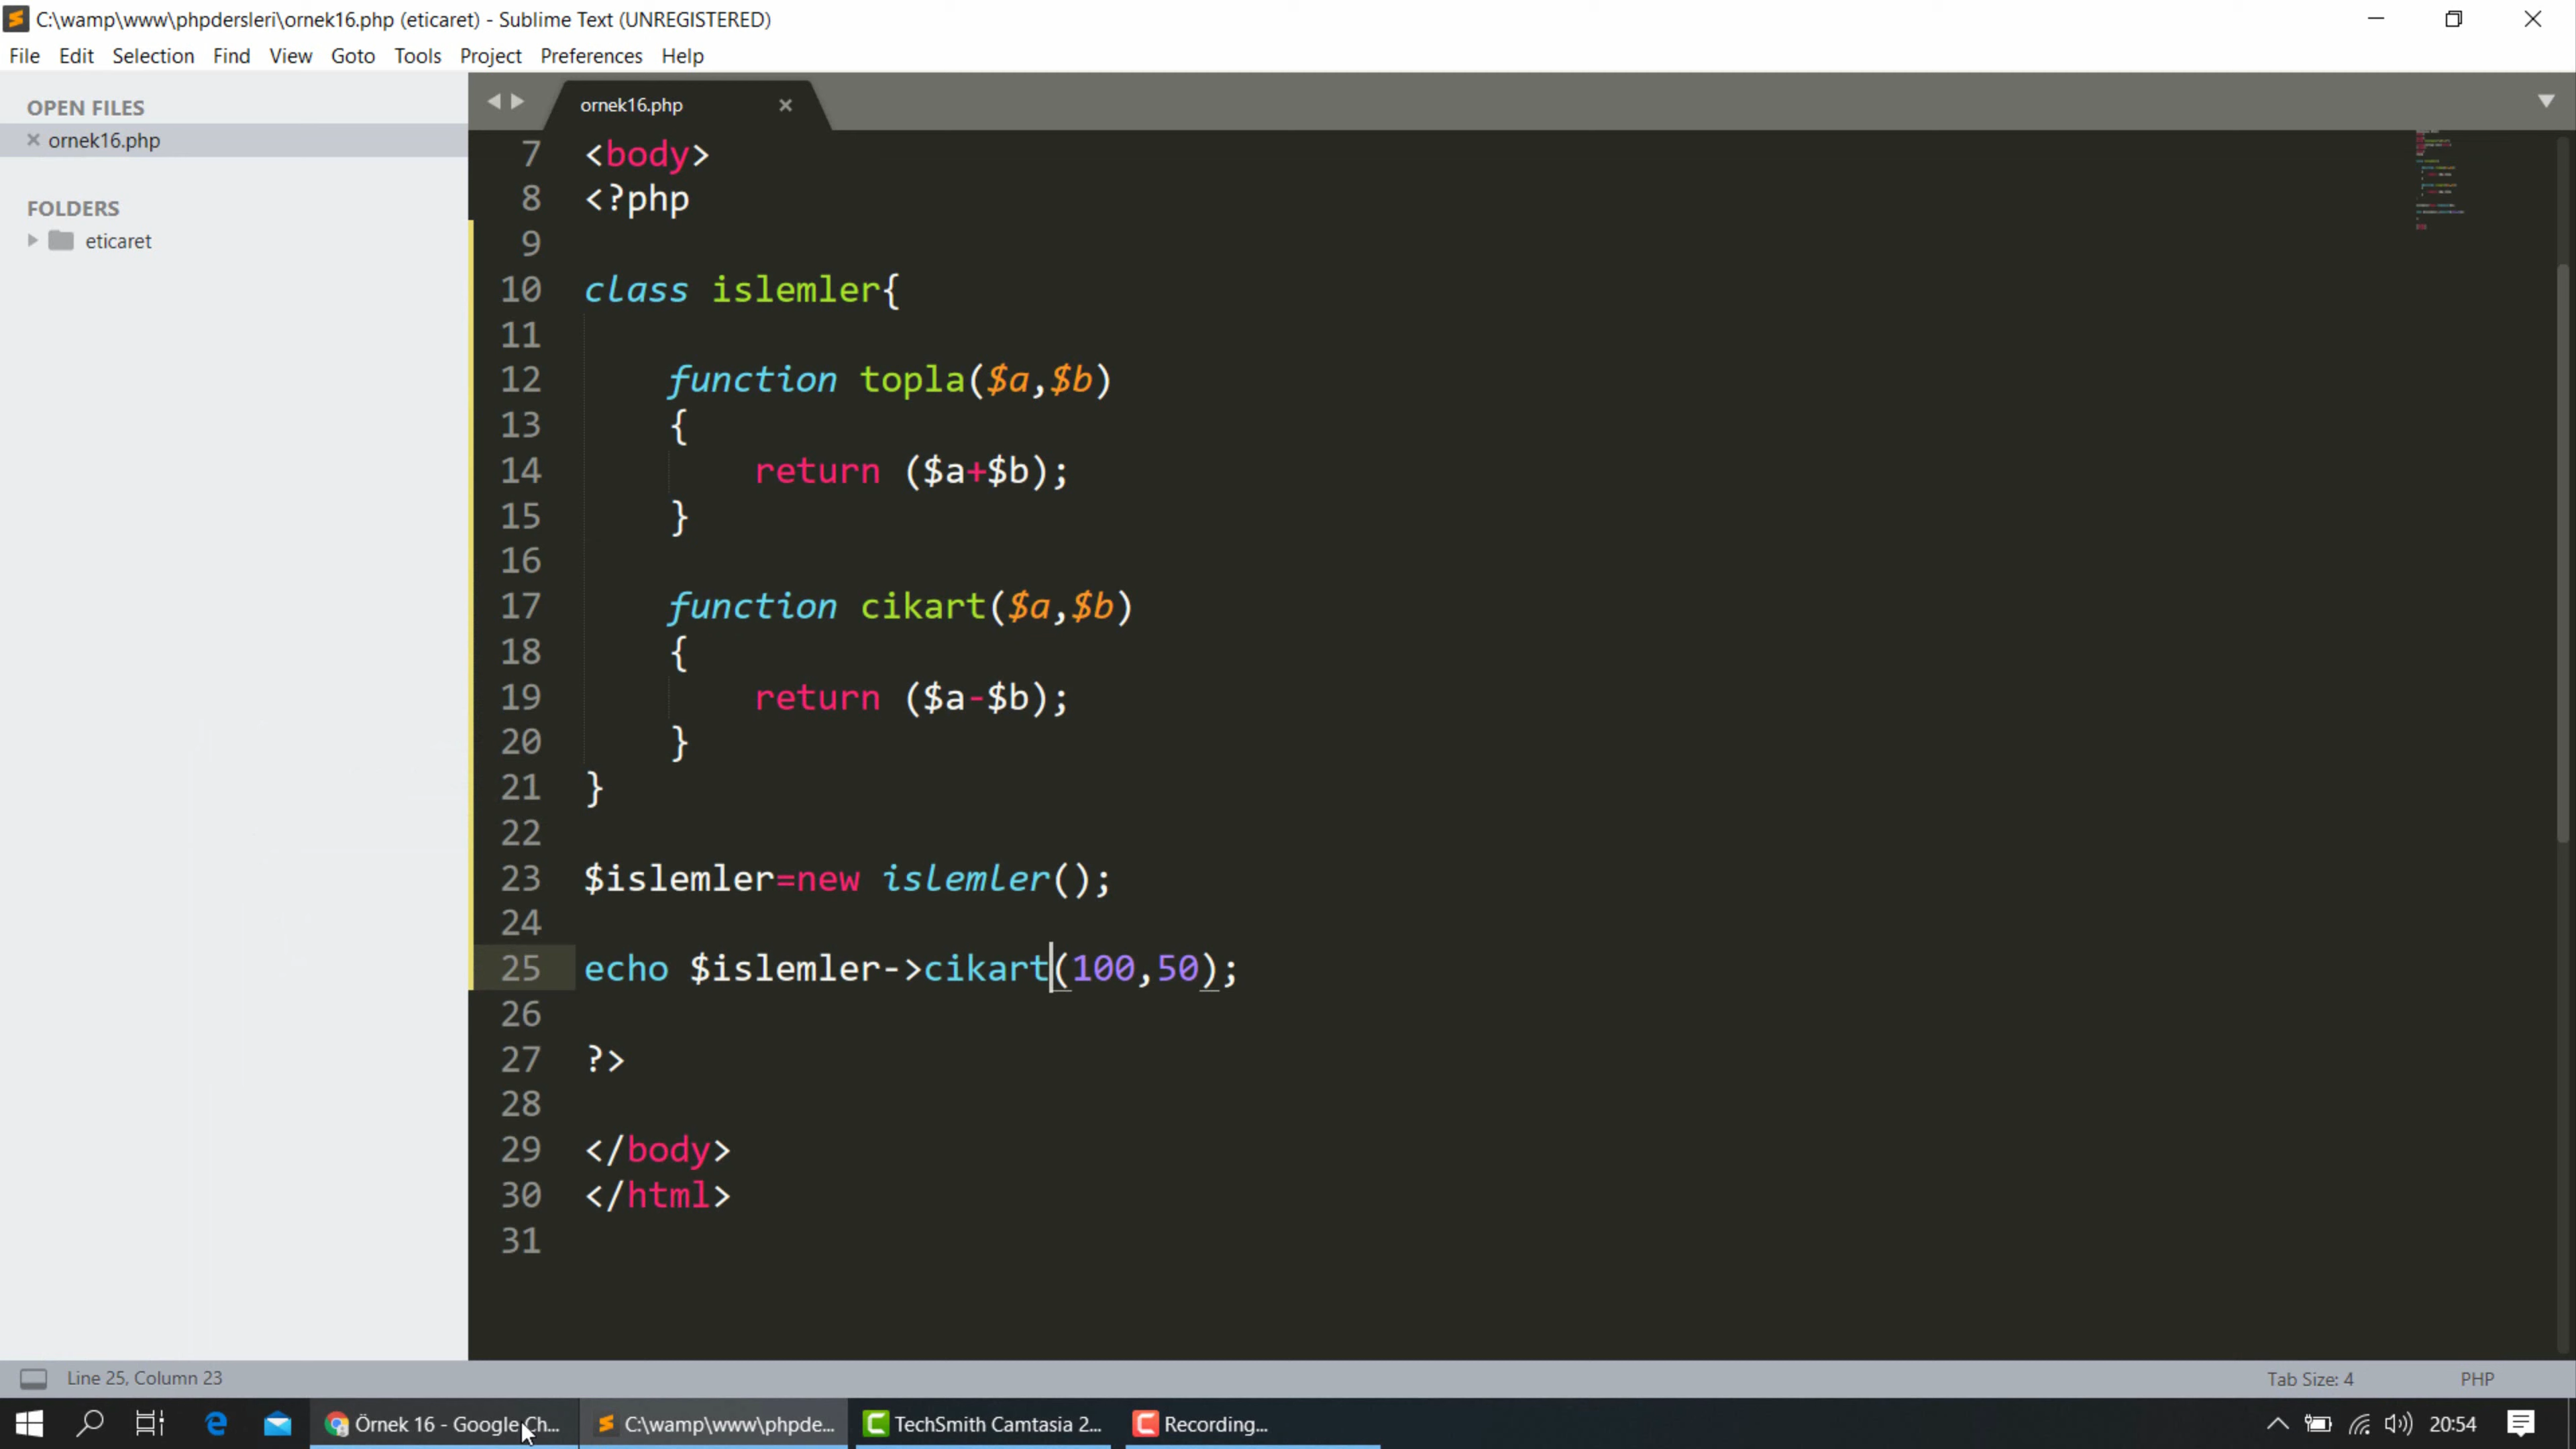 C:\wamp\www\phpdersleri\ornek16.php (eticaret) - Sublime Text (UNREGISTERED)
File Edit Selection Find View Goto Tools Project Preferences Help
OPEN FILES
ornek16.php
FOLDERS
eticaret
ornek16.php
7 <body>
8 <?php
9
10 class islemler{
11
12 function topla($a,$b)
13 {
14 return ($a+$b);
15 }
16
17 function cikart($a,$b)
18 {
19 return ($a-$b);
20 }
21 }
22
23 $islemler=new islemler();
24
25 echo $islemler->cikart(100,50);
26
27 ?>
28
29 </body>
30 </html>
31
Line 25, Column 23
Tab Size: 4
PHP
Örnek 16 - Google Ch...
C:\wamp\www\phpde...
TechSmith Camtasia 2...
Recording...
20:54